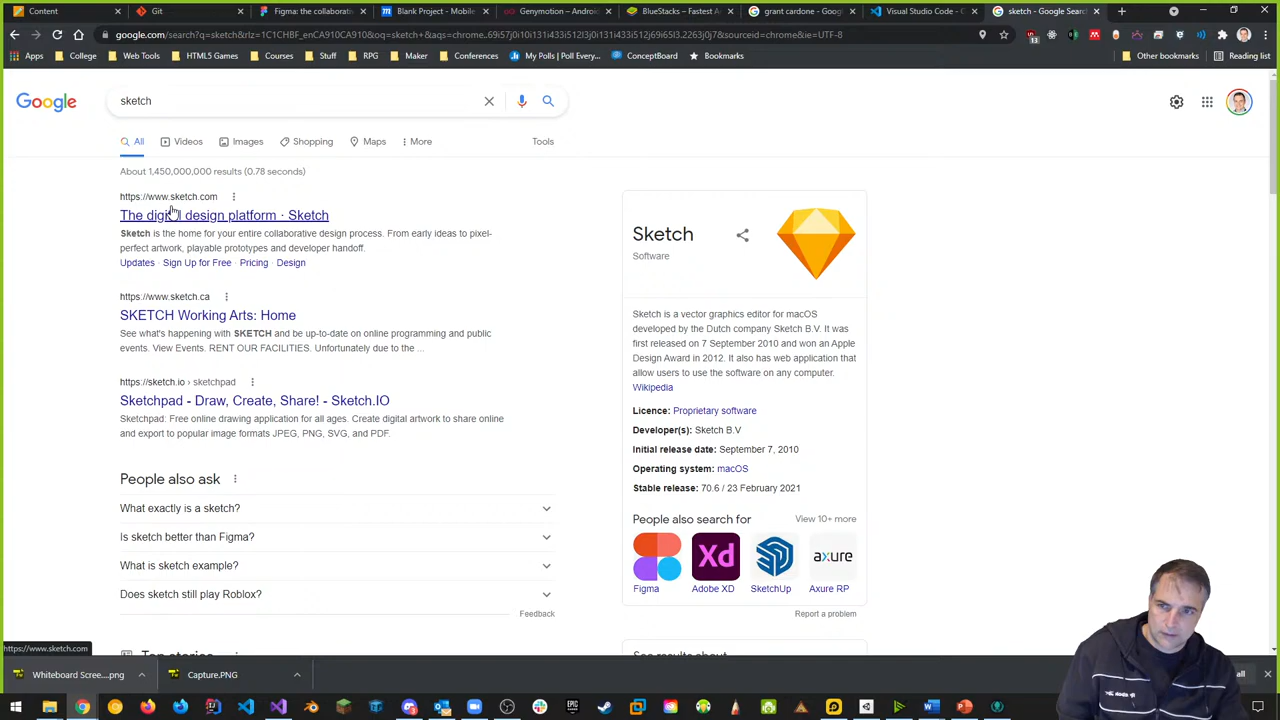 Content
Git
Figma: the collaborati
Blank Project - Mobile
Genymotion – Androi
BlueStacks – Fastest A
grant cardone - Googl
Visual Studio Code - C
sketch - Google Search
google.com/search?q=sketch&rlz=1C1CHBF_enCA910CA910&oq=sketch+&aqs=chrome..69i57j0i10i131i433i512l3j0i131i433i512j69i65l3.2263j0j7&sourceid=chrome&ie=UTF-8
Apps
College
Web Tools
HTML5 Games
Courses
Stuff
RPG
Maker
Conferences
My Polls | Poll Every...
ConceptBoard
Bookmarks
Other bookmarks
Reading list
13
Google
sketch
All
Videos
Images
Shopping
Maps
More
Tools
About 1,450,000,000 results (0.78 seconds)
https://www.sketch.com
The digital design platform · Sketch
Sketch is the home for your entire collaborative design process. From early ideas to pixel-
perfect artwork, playable prototypes and developer handoff.
Updates · Sign Up for Free · Pricing · Design
https://www.sketch.ca
SKETCH Working Arts: Home
See what's happening with SKETCH and be up-to-date on online programming and public
events. View Events. RENT OUR FACILITIES. Unfortunately due to the ...
https://sketch.io › sketchpad
Sketchpad - Draw, Create, Share! - Sketch.IO
Sketchpad: Free online drawing application for all ages. Create digital artwork to share online
and export to popular image formats JPEG, PNG, SVG, and PDF.
People also ask
What exactly is a sketch?
Is sketch better than Figma?
What is sketch example?
Does sketch still play Roblox?
Feedback
Top stories
Sketch
Software
Sketch is a vector graphics editor for macOS
developed by the Dutch company Sketch B.V. It was
first released on 7 September 2010 and won an Apple
Design Award in 2012. It also has web application that
allow users to use the software on any computer.
Wikipedia
Licence: Proprietary software
Developer(s): Sketch B.V
Initial release date: September 7, 2010
Operating system: macOS
Stable release: 70.6 / 23 February 2021
People also search for
View 10+ more
Xd
axure
Figma
Adobe XD
SketchUp
Axure RP
Report a problem
See results about
https://www.sketch.com
Whiteboard Scree....png
Capture.PNG
all